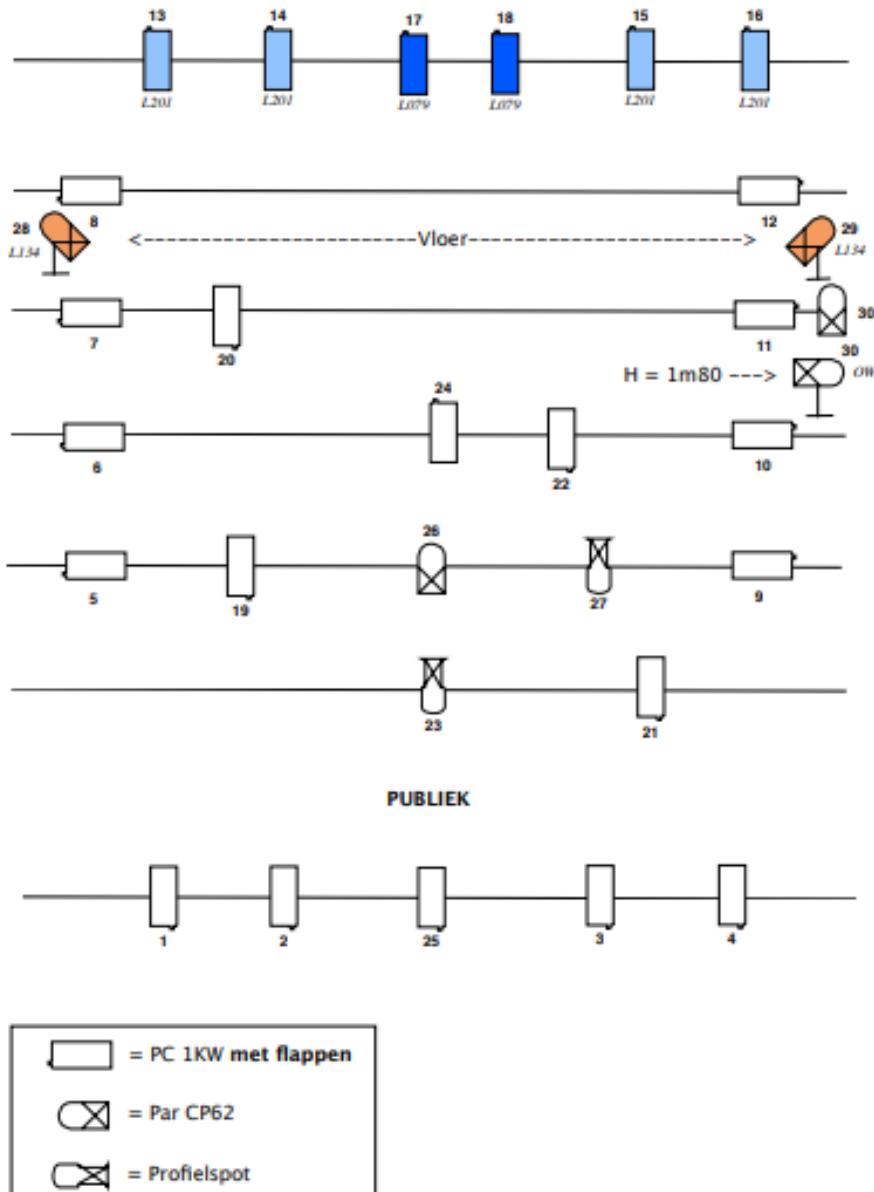 13 14 17 18 15 16
L201 L201 L079 L079 L201 L201
8 12
28 <--------------------Vloer--------------------> 29
L134 L134
7 20 11 30
30
H = 1m80 ---> OW
24
6 22 10
26
5 19 27 9
23 21
PUBLIEK
1 2 25 3 4
= PC 1KW met flappen
= Par CP62
= Profielspot